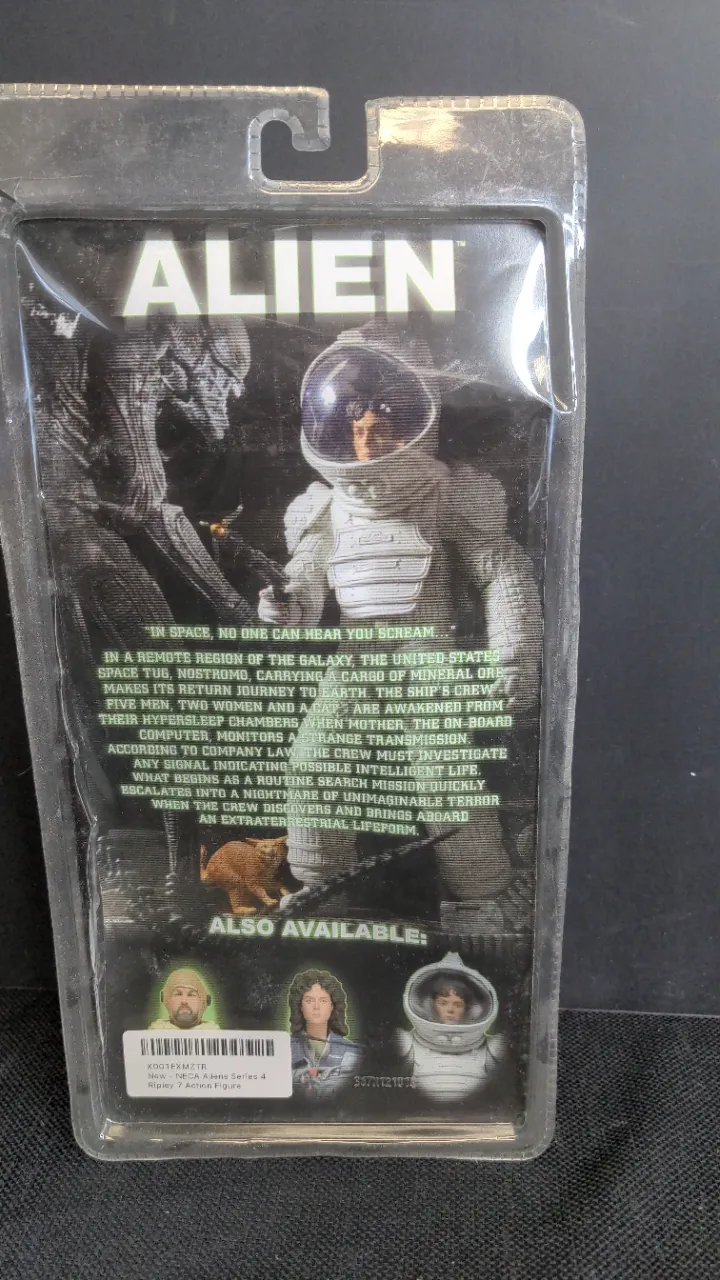 ALIEN™
"IN SPACE, NO ONE CAN HEAR YOU SCREAM..."
IN A REMOTE REGION OF THE GALAXY, THE UNITED STATES
SPACE TUG, NOSTROMO, CARRYING A CARGO OF MINERAL ORE,
MAKES ITS RETURN JOURNEY TO EARTH. THE SHIP'S CREW,
FIVE MEN, TWO WOMEN AND A CAT, ARE AWAKENED FROM
THEIR HYPERSLEEP CHAMBERS WHEN MOTHER, THE ON-BOARD
COMPUTER, MONITORS A STRANGE TRANSMISSION.
ACCORDING TO COMPANY LAW, THE CREW MUST INVESTIGATE
ANY SIGNAL INDICATING POSSIBLE INTELLIGENT LIFE.
WHAT BEGINS AS A ROUTINE SEARCH MISSION QUICKLY
ESCALATES INTO A NIGHTMARE OF UNIMAGINABLE TERROR
WHEN THE CREW DISCOVERS AND BRINGS ABOARD
AN EXTRATERRESTRIAL LIFEFORM.
ALSO AVAILABLE:
X001FXMZTR
New - NECA Aliens Series 4
Ripley 7 Action Figure